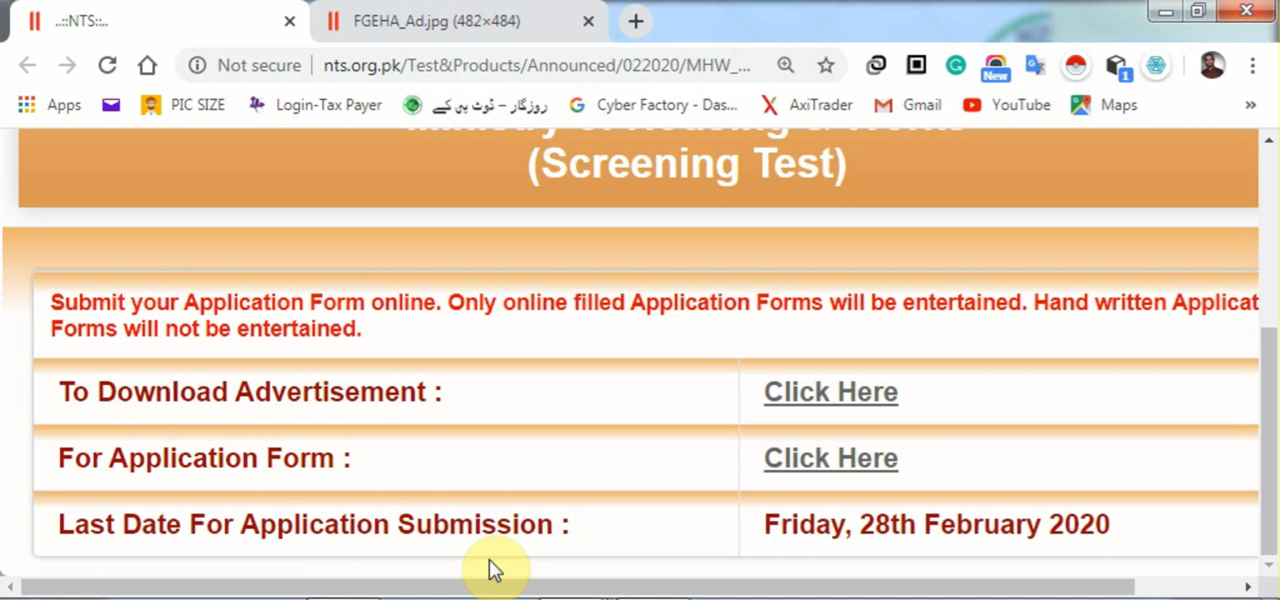 ..::NTS::..
FGEHA_Ad.jpg (482×484)
Not secure
nts.org.pk/Test&Products/Announced/022020/MHW_...
New
1
Apps
PIC SIZE
Login-Tax Payer
روزگار – ٹوٹ پی کے
Cyber Factory - Das...
AxiTrader
Gmail
YouTube
Maps
(Screening Test)
Submit your Application Form online. Only online filled Application Forms will be entertained. Hand written Applicat
Forms will not be entertained.
To Download Advertisement :
Click Here
For Application Form :
Click Here
Last Date For Application Submission :
Friday, 28th February 2020